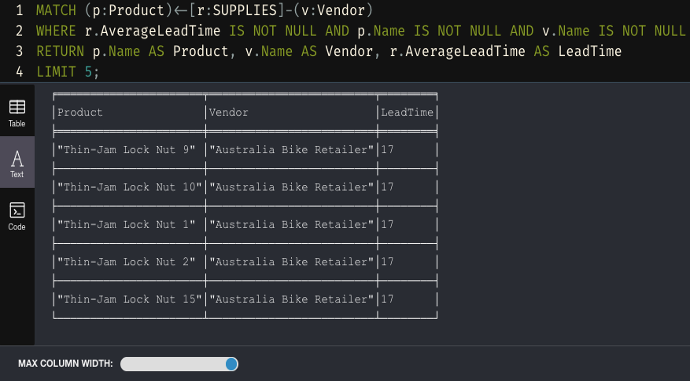 1 MATCH (p:Product)<-[r:SUPPLIES]-(v:Vendor)
2 WHERE r.AverageLeadTime IS NOT NULL AND p.Name IS NOT NULL AND v.Name IS NOT NULL
3 RETURN p.Name AS Product, v.Name AS Vendor, r.AverageLeadTime AS LeadTime
4 LIMIT 5;
Table
Text
Code
Product Vendor LeadTime
"Thin-Jam Lock Nut 9" "Australia Bike Retailer" 17
"Thin-Jam Lock Nut 10" "Australia Bike Retailer" 17
"Thin-Jam Lock Nut 1" "Australia Bike Retailer" 17
"Thin-Jam Lock Nut 2" "Australia Bike Retailer" 17
"Thin-Jam Lock Nut 15" "Australia Bike Retailer" 17
MAX COLUMN WIDTH: